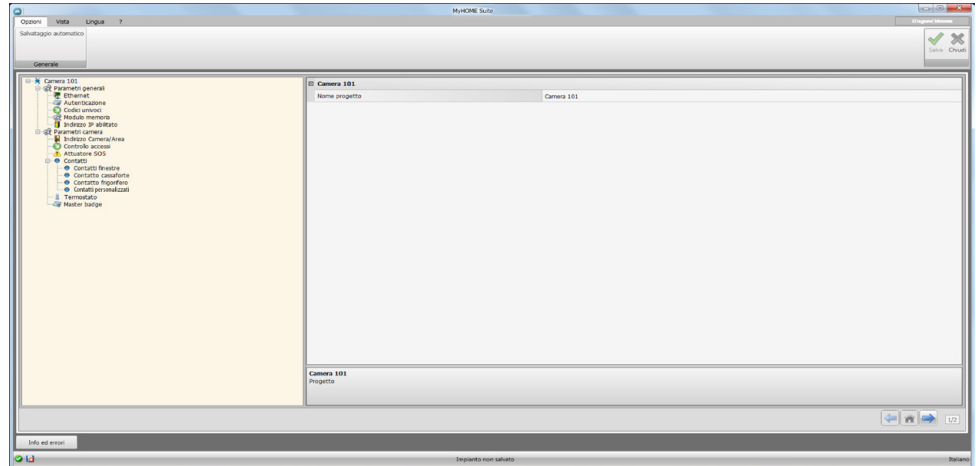 MyHOME Suite
Opzioni Vista Lingua ?
Salvataggio automatico
Salva Chiudi
Generale
Camera 101
Parametri generali
Ethernet
Autenticazione
Codici univoci
Modulo memoria
Indirizzo IP abilitato
Parametri camera
Indirizzo Camera/Area
Controllo accessi
Attuatore SOS
Contatti
Contatti finestre
Contatto cassaforte
Contatto frigorifero
Contatti personalizzati
Termostato
Master badge
Camera 101
Nome progetto Camera 101
Camera 101
Progetto
1/2
Info ed errori
Impianto non salvato Italiano